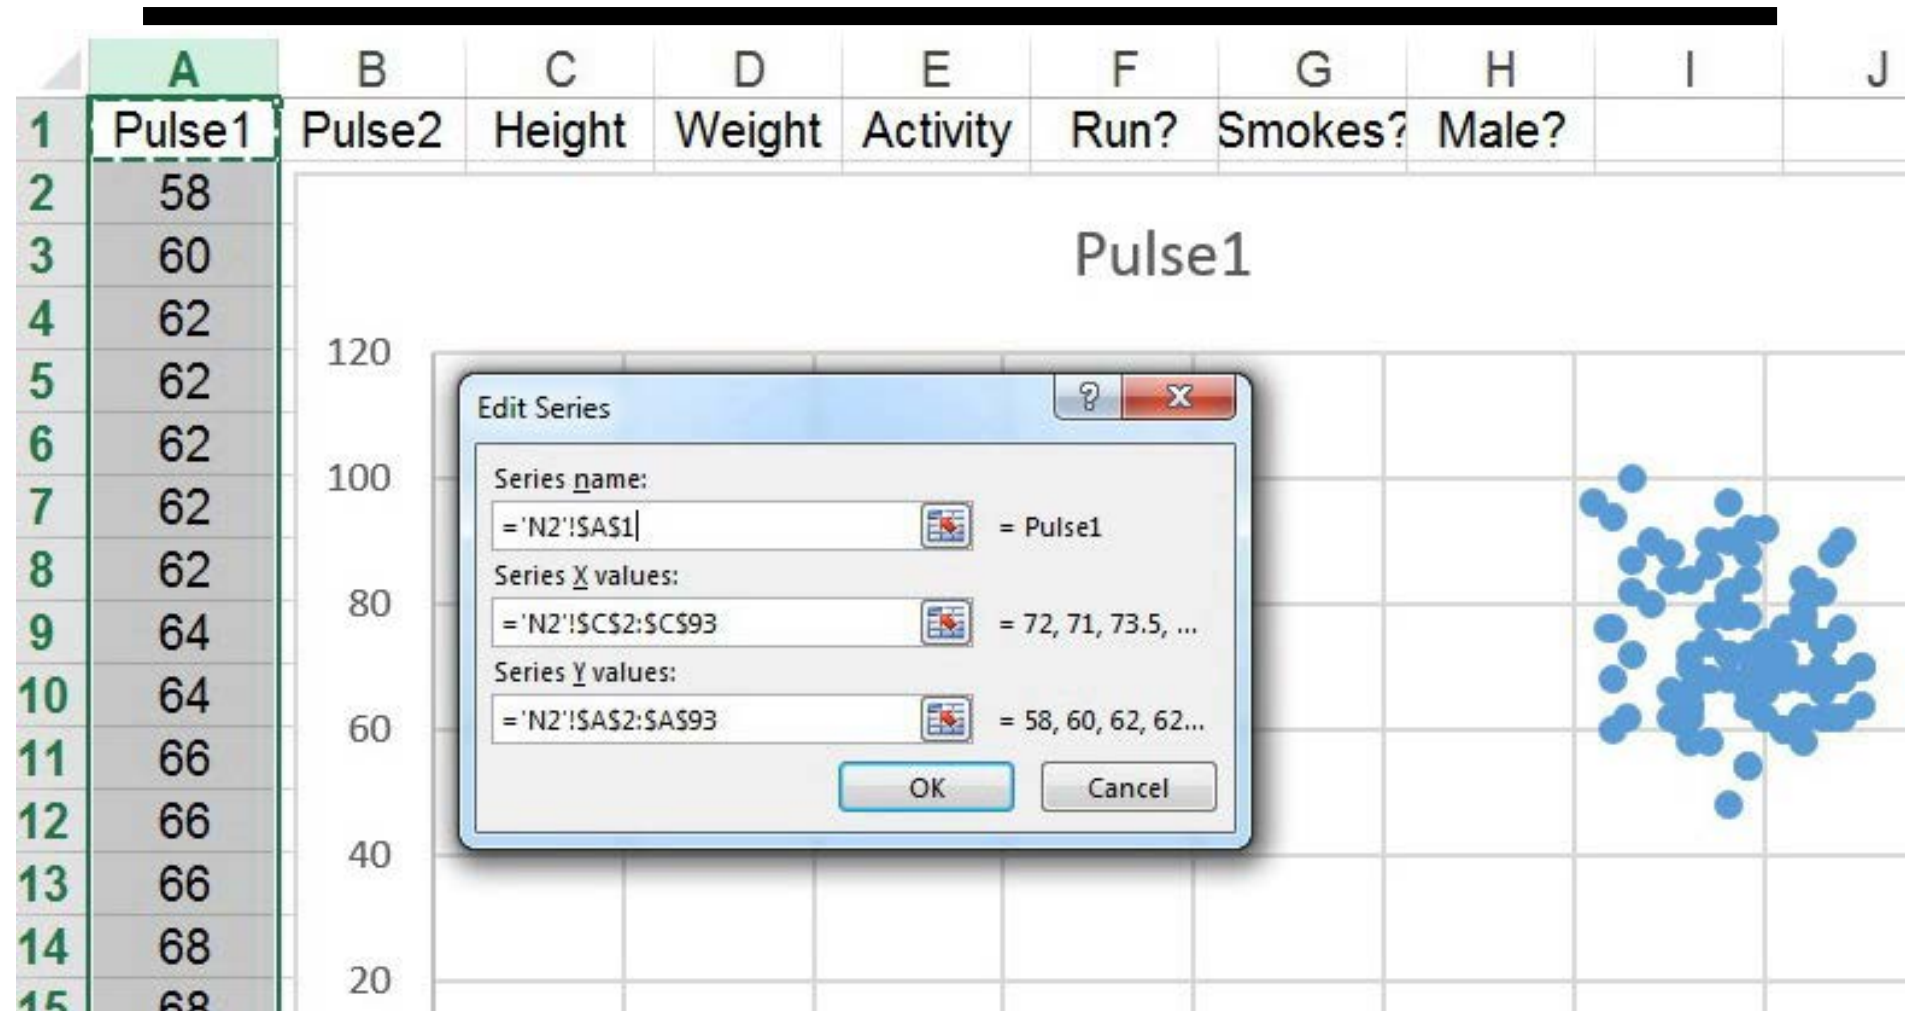 A B C D E F G H I J
1 Pulse1 Pulse2 Height Weight Activity Run? Smokes? Male?
2 58
3 60
4 62
5 62
6 62
7 62
8 62
9 64
10 64
11 66
12 66
13 66
14 68
15 68
Pulse1
120
100
80
60
40
20
Edit Series
?
Series name:
='N2'!$A$1 = Pulse1
Series X values:
='N2'!$C$2:$C$93 = 72, 71, 73.5, ...
Series Y values:
='N2'!$A$2:$A$93 = 58, 60, 62, 62...
OK Cancel